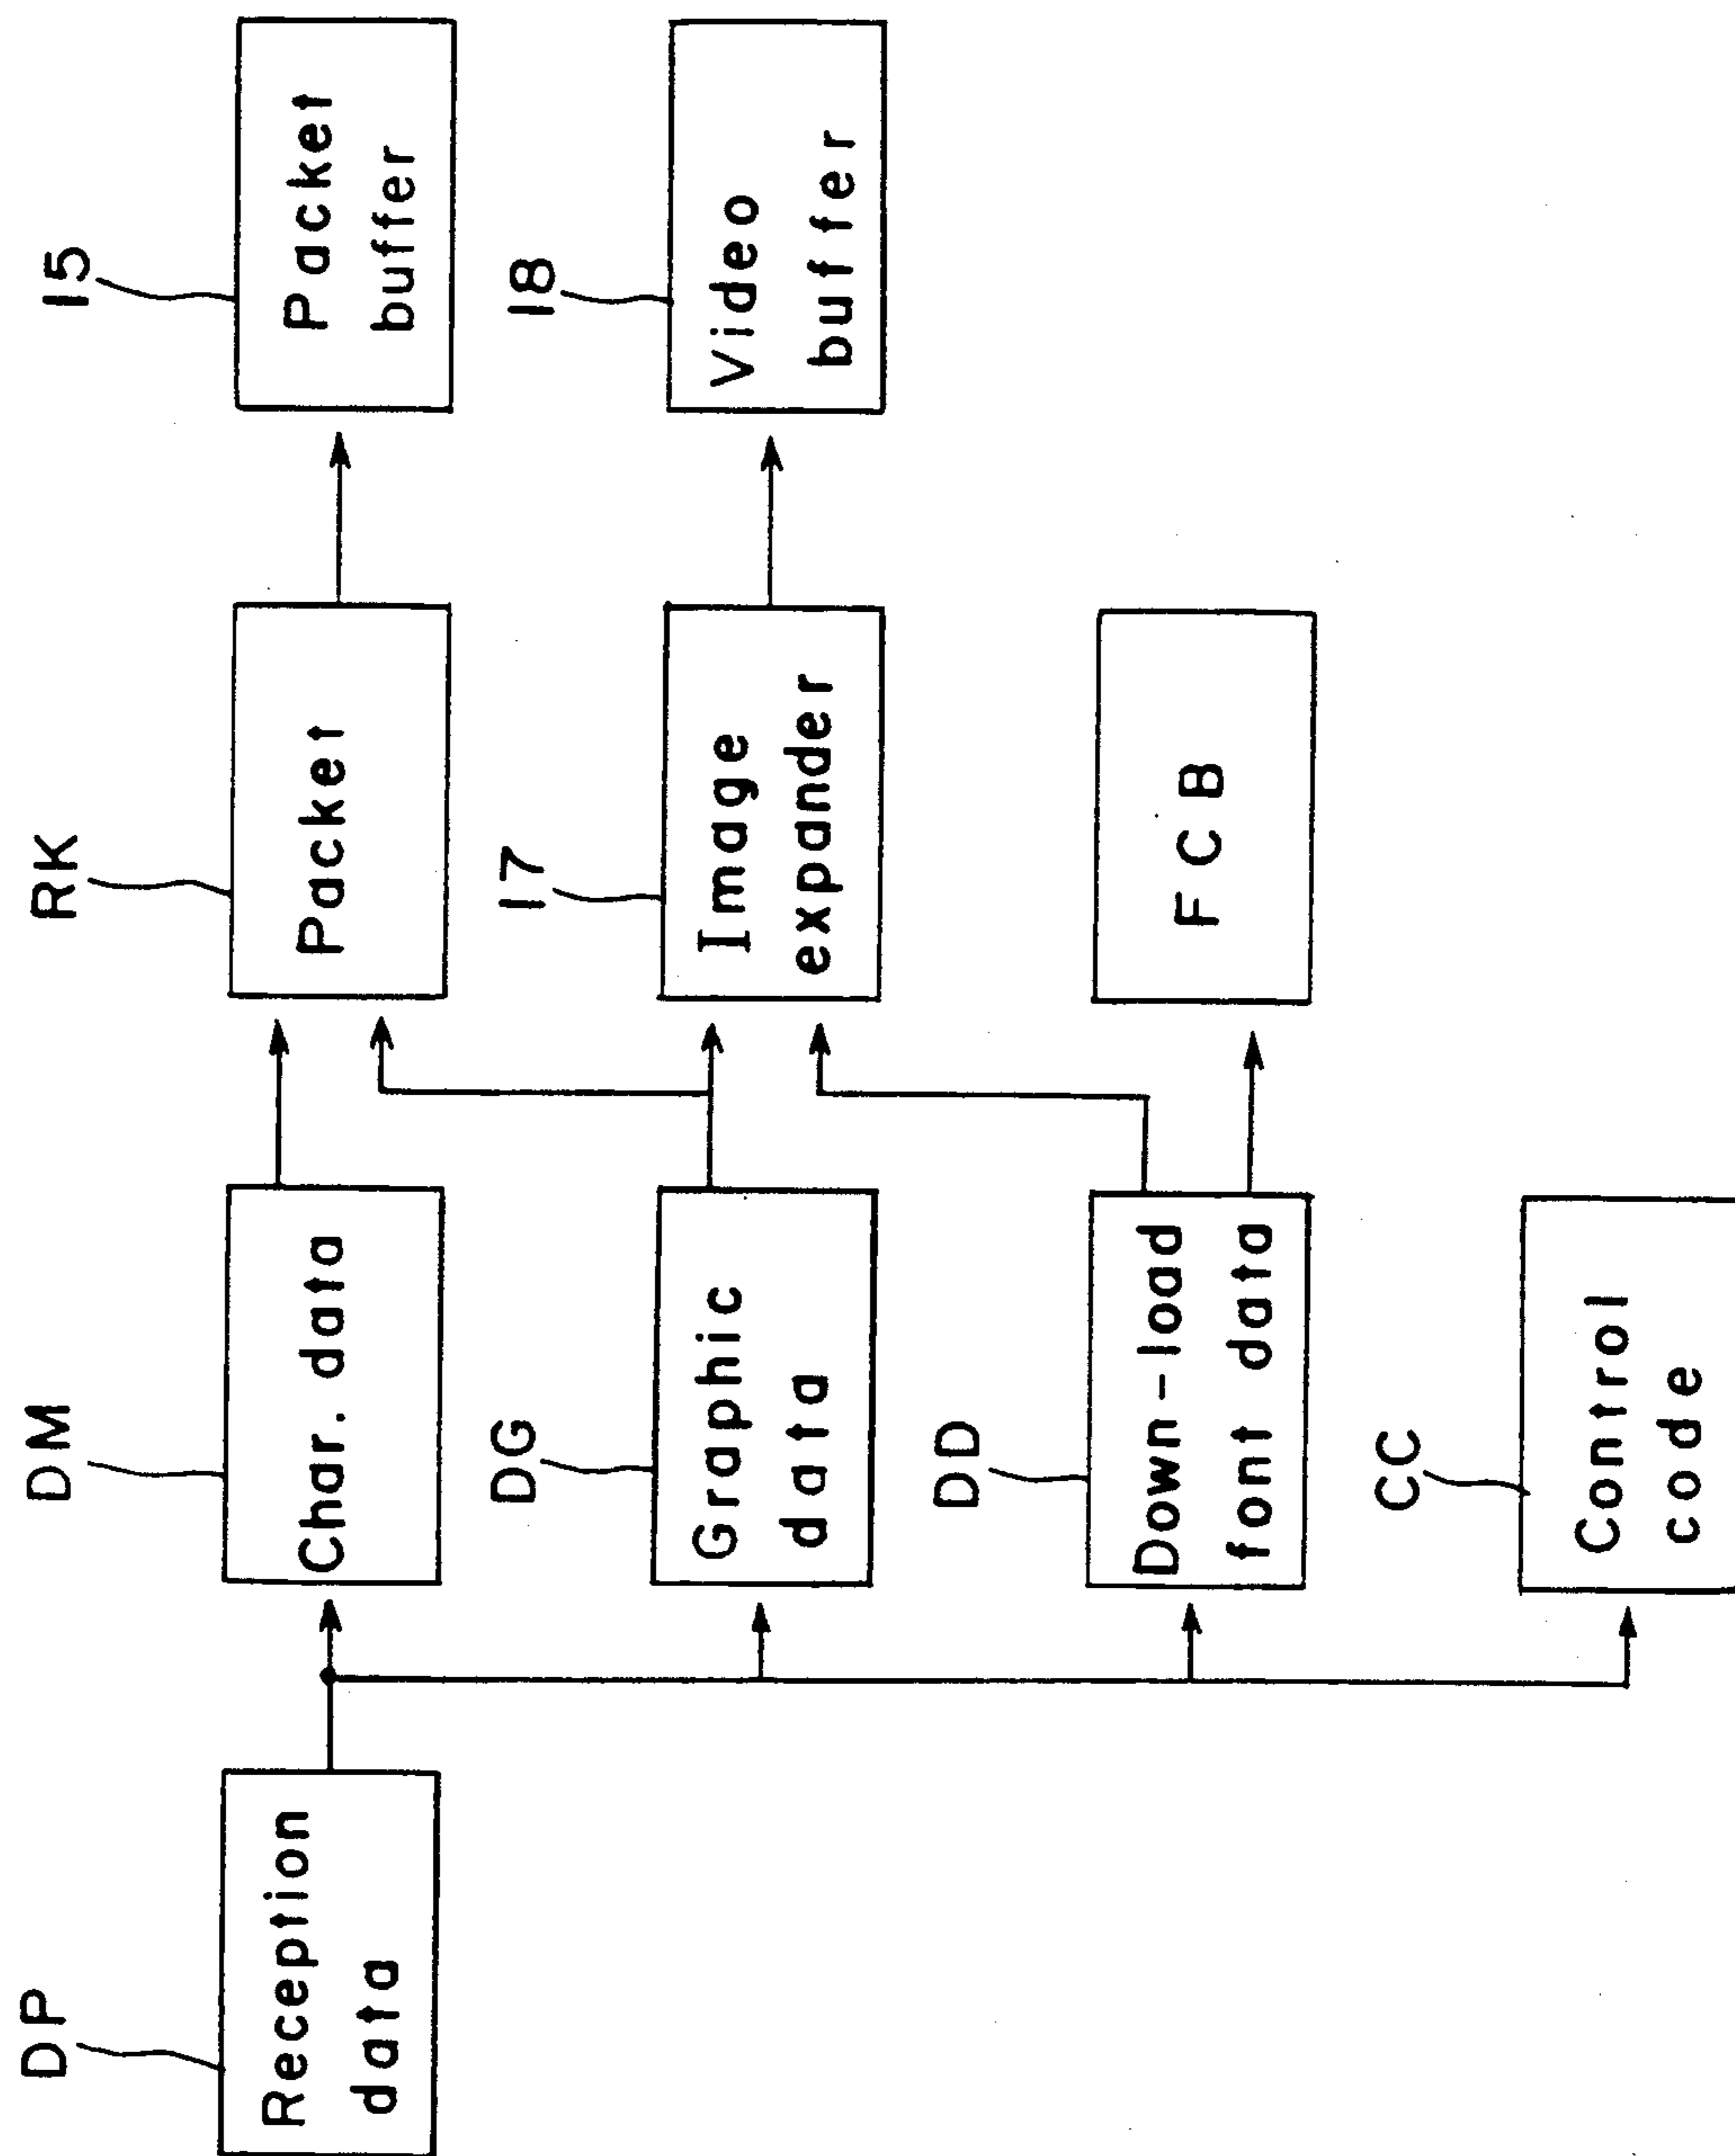 DP
Reception
data
DM
Char. data
DG
Graphic
data
DD
Down-load
font data
CC
Control
code
RK
Packet
17
Image
expander
FCB
15
Packet
buffer
18
Video
buffer